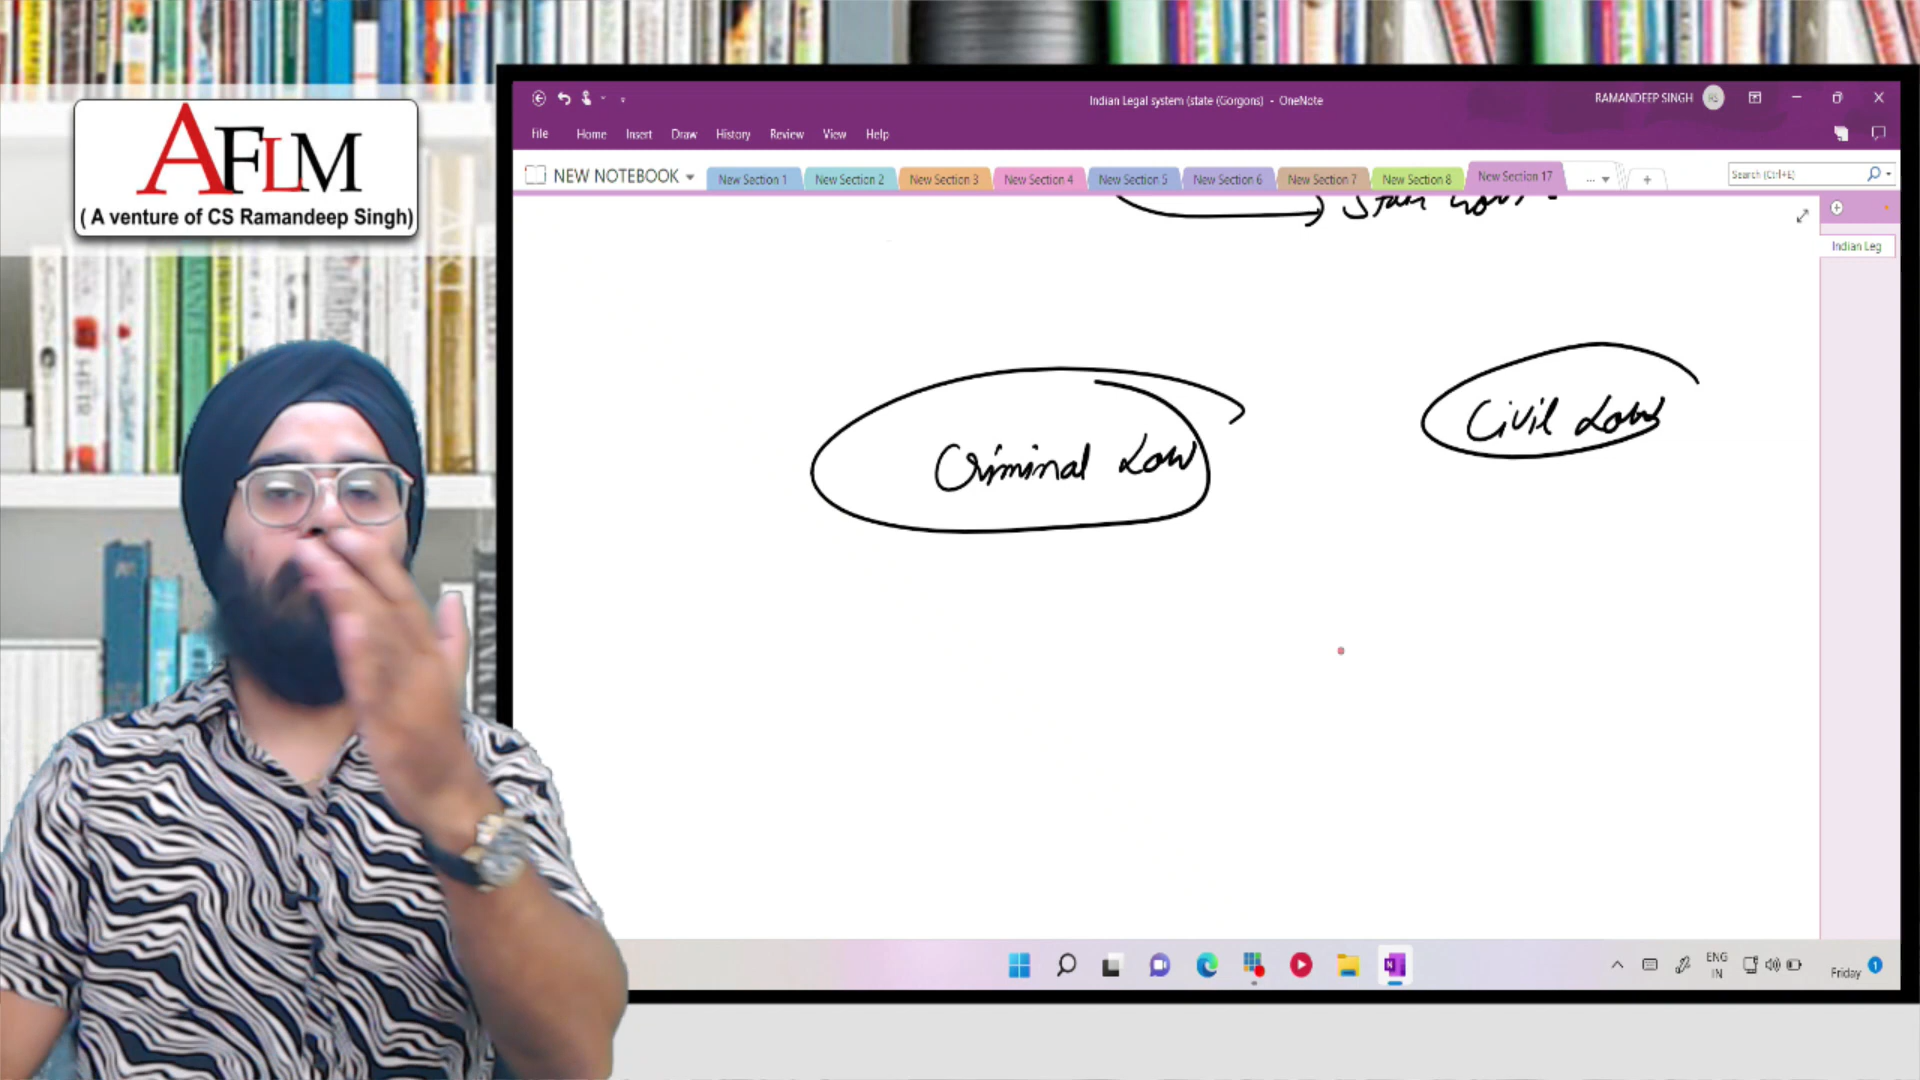 AFLM
( A venture of CS Ramandeep Singh)
Indian Legal system (state (Gorgons) - OneNote
RAMANDEEP SINGH
RS
File Home Insert Draw History Review View Help
NEW NOTEBOOK
New Section 1 New Section 2 New Section 3 New Section 4 New Section 5 New Section 6 New Section 7 New Section 8 New Section 17 ... +
Search (Ctrl+E)
Indian Leg
Criminal Law
Civil Law
ENG
IN
Friday
1